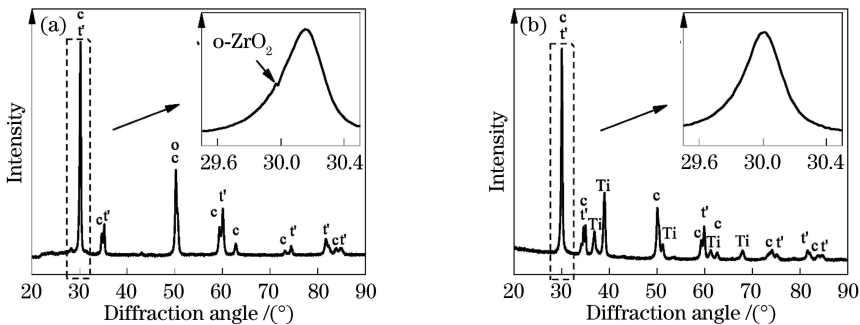 (a)
c
t'
o-ZrO2
29.6 30.0 30.4
Intensity
o
c
c t'
c
t'
c
c t'
t'
c t'
20 30 40 50 60 70 80 90
Diffraction angle /(°)
(b)
c
t'
29.6 30.0 30.4
Intensity
c
t'
Ti
Ti
c
Ti
c
t'
Ti
c
Ti
c t'
t'
c t'
20 30 40 50 60 70 80 90
Diffraction angle /(°)